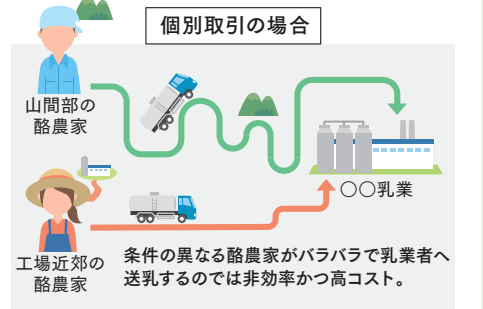 個別取引の場合
山間部の
酪農家
〇〇乳業
工場近郊の
酪農家
条件の異なる酪農家がバラバラで乳業者へ
送乳するのでは非効率かつ高コスト。